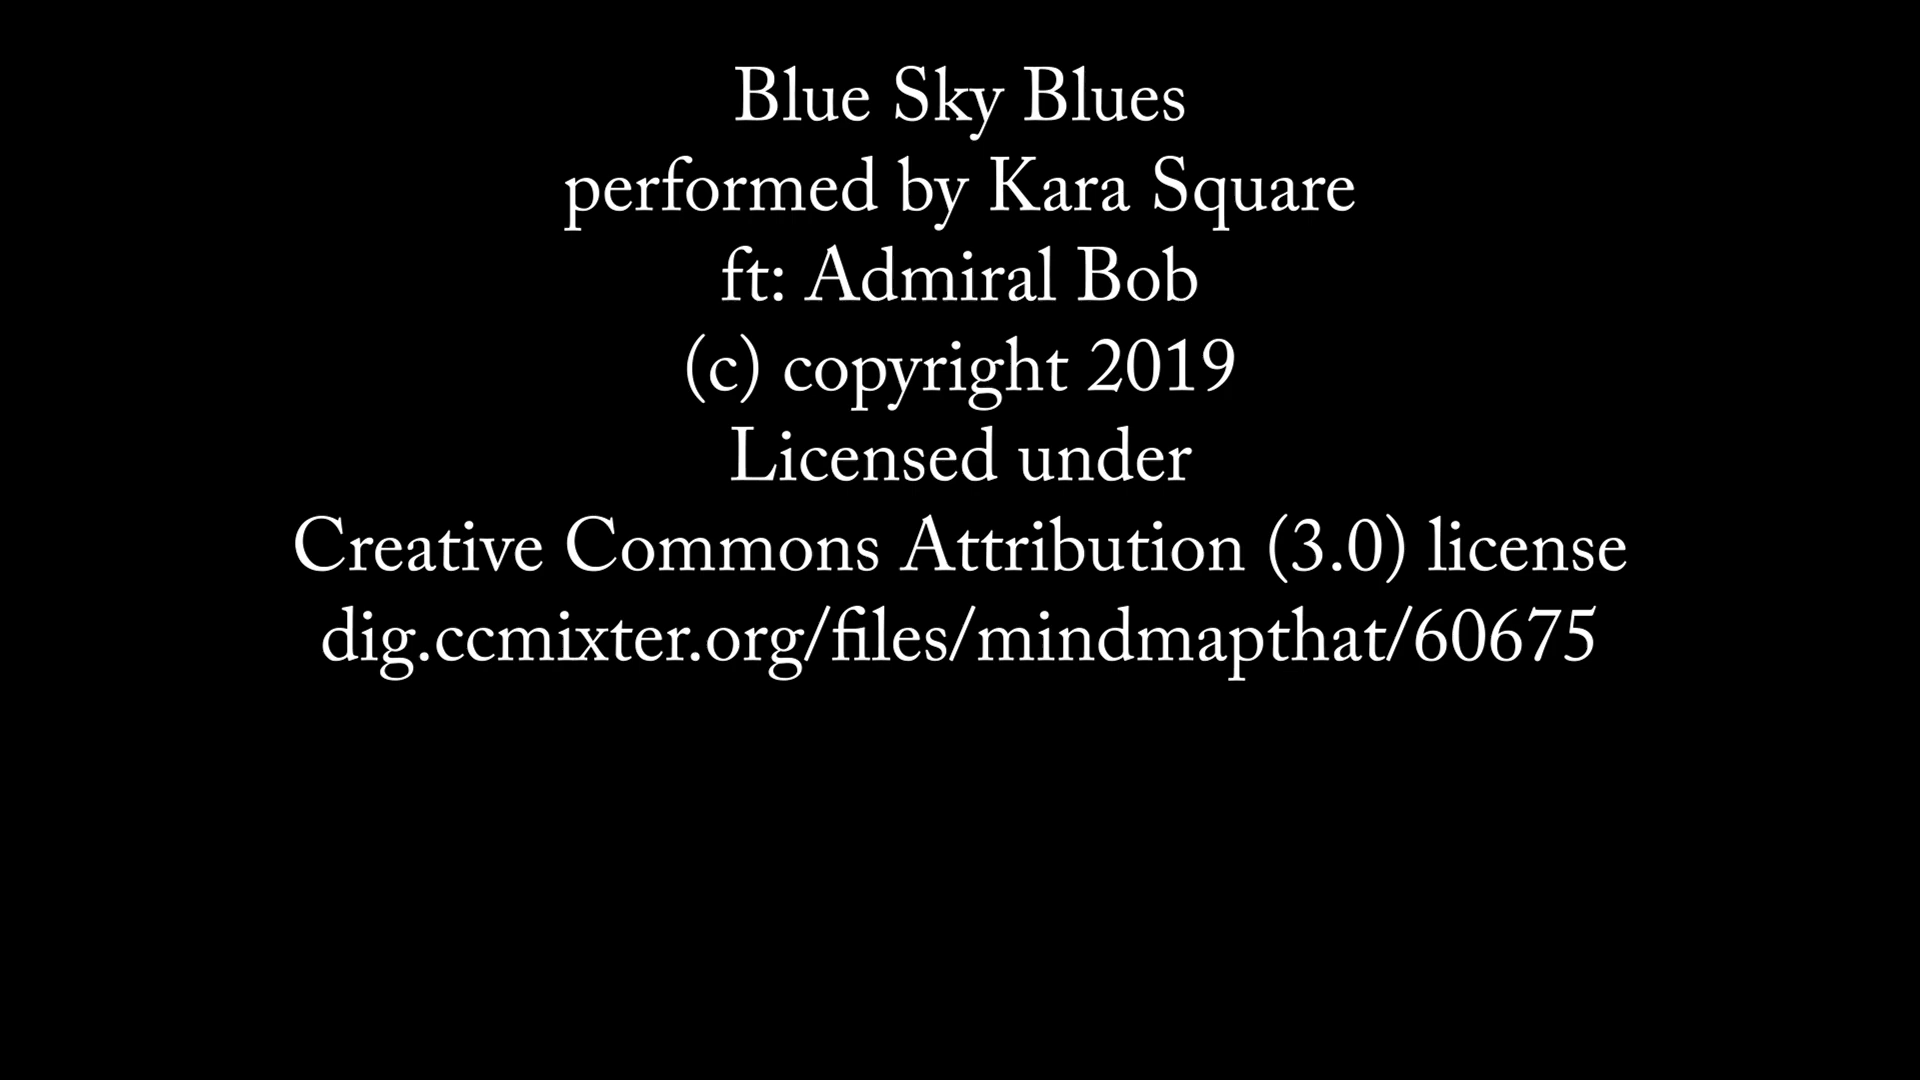 Blue Sky Blues
performed by Kara Square
ft: Admiral Bob
(c) copyright 2019
Licensed under
Creative Commons Attribution (3.0) license
dig.ccmixter.org/files/mindmapthat/60675